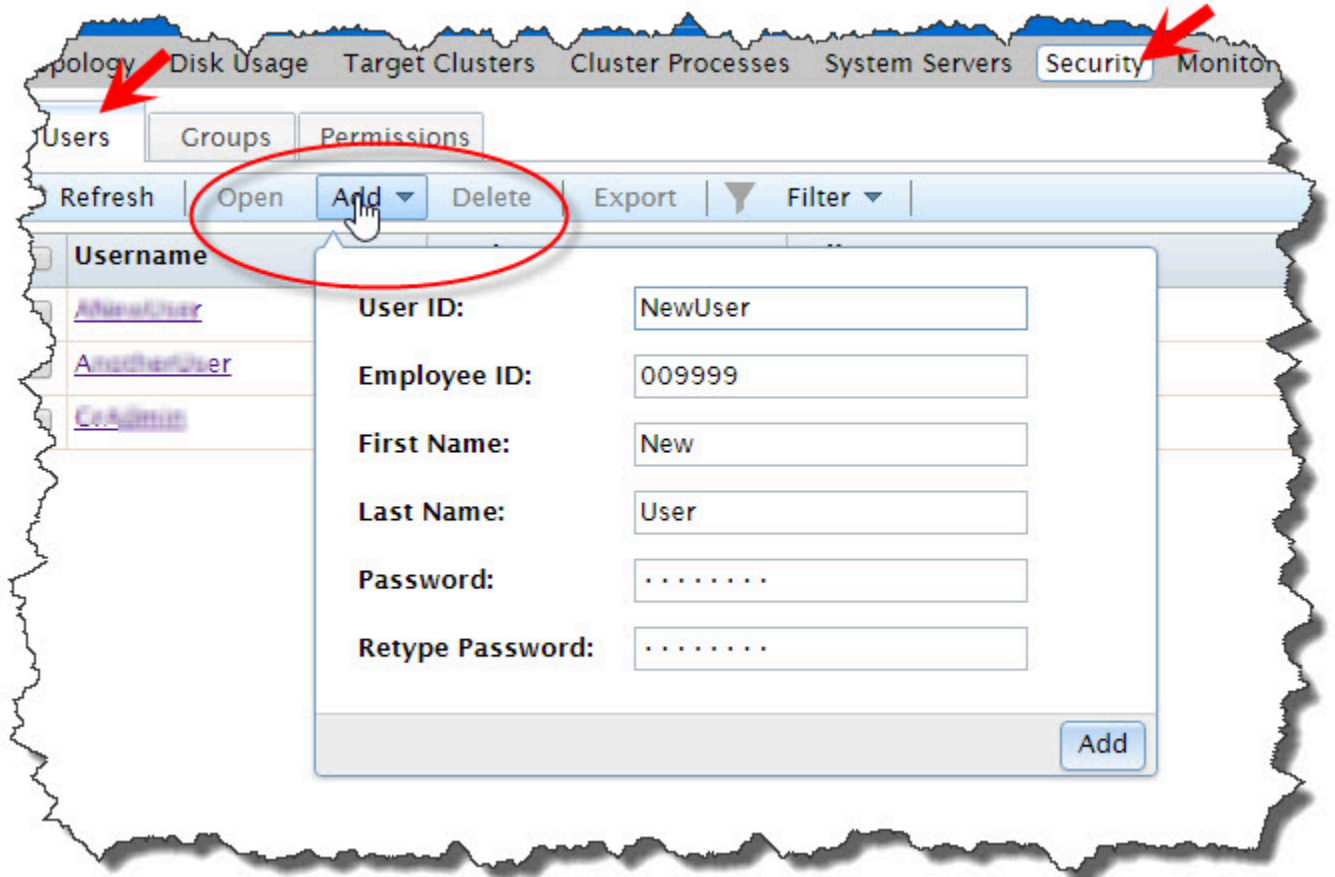 Disk Usage Target Clusters Cluster Processes System Servers Security Monitor
Users Groups Permissions
Refresh Open Add Delete Export Filter
Username
User ID: NewUser
Employee ID: 009999
First Name: New
Last Name: User
Password: ········
Retype Password: ········
Add